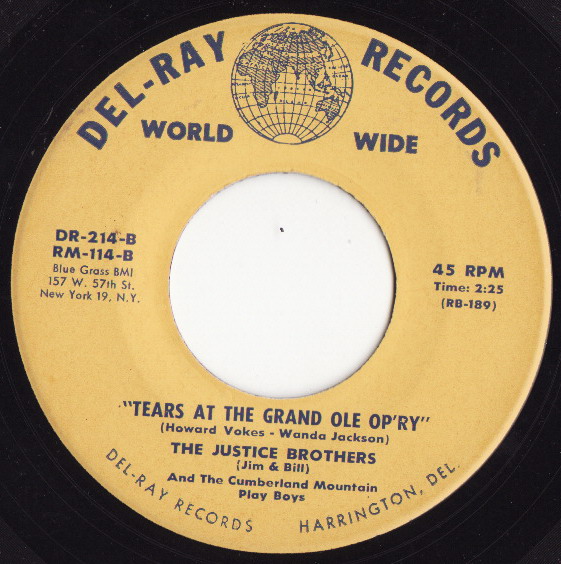 DEL-RAY RECORDS
WORLD WIDE
DR-214-B
RM-114-B
Blue Grass BMI
157 W. 57th St.
New York 19, N.Y.
45 RPM
Time: 2:25
(RB-189)
"TEARS AT THE GRAND OLE OP'RY"
(Howard Vokes - Wanda Jackson)
THE JUSTICE BROTHERS
(Jim & Bill)
And The Cumberland Mountain
Play Boys
DEL-RAY RECORDS HARRINGTON, DEL.